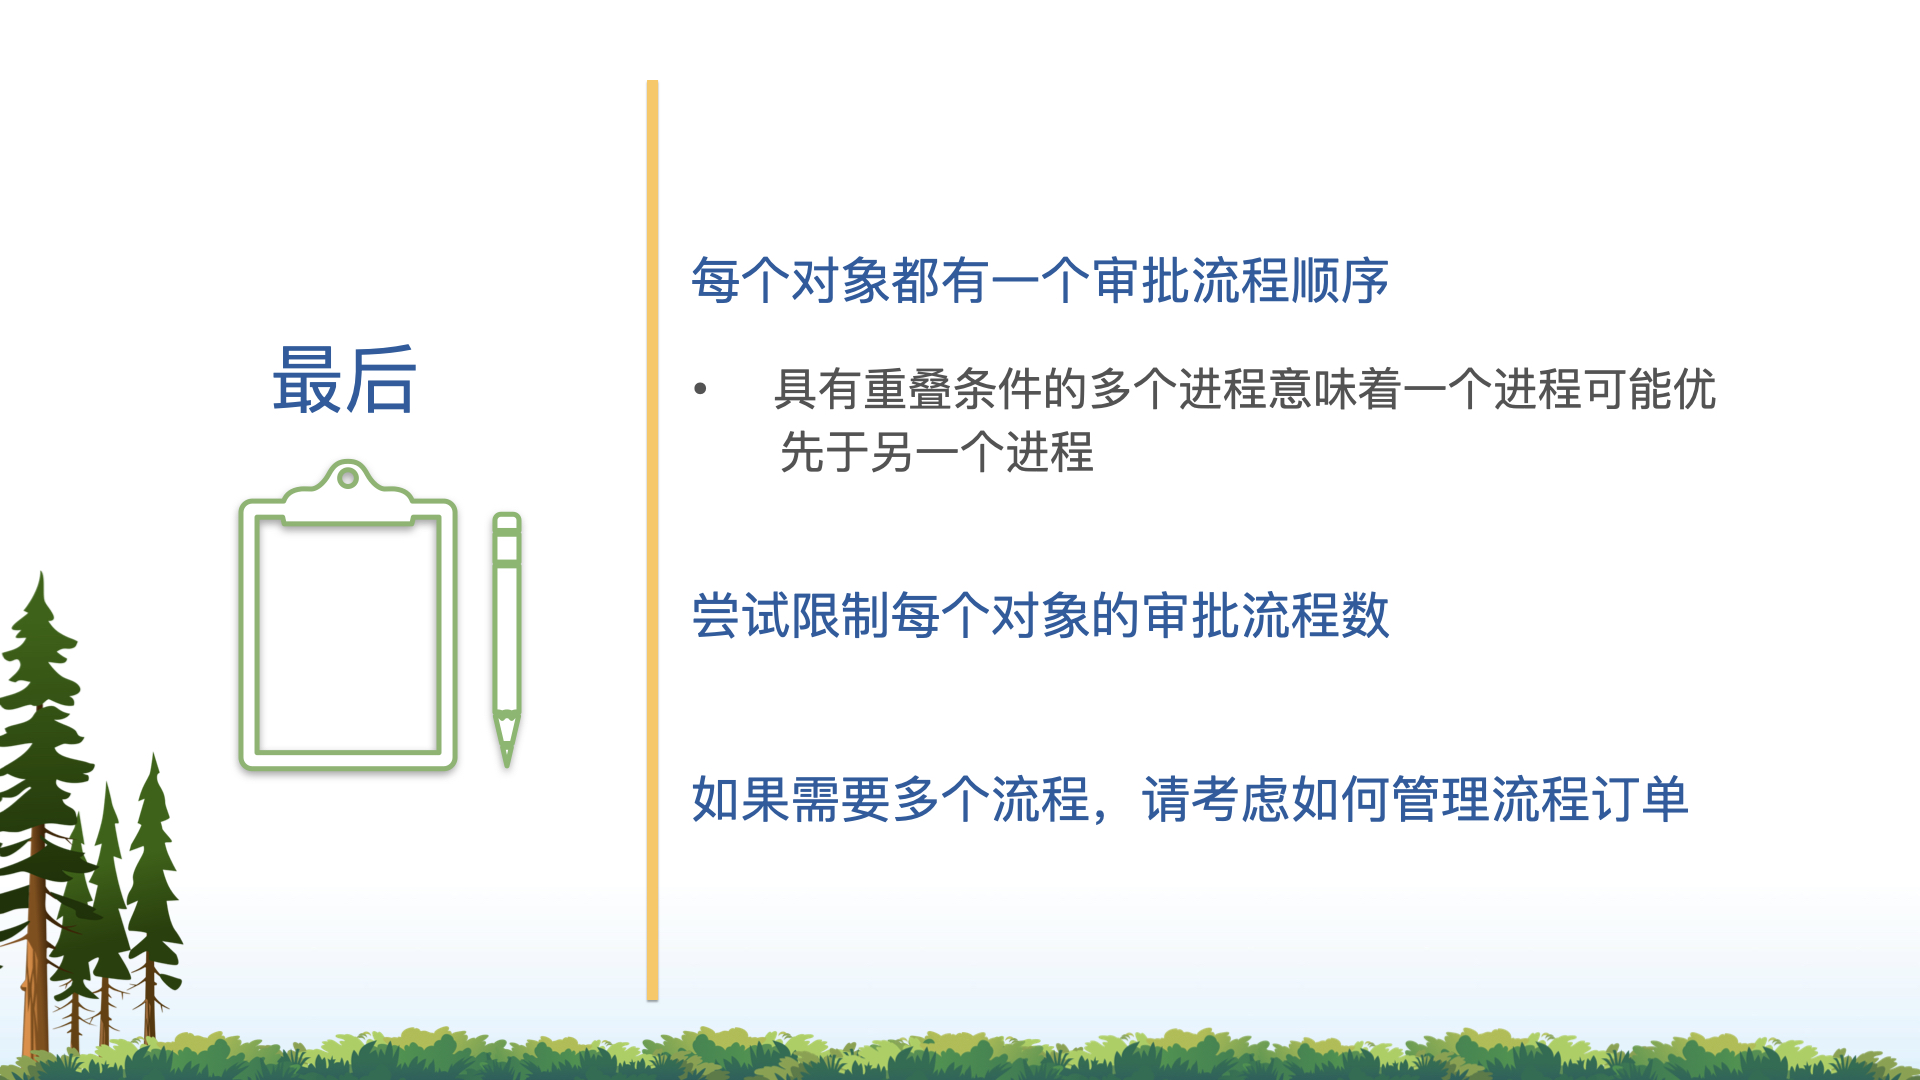 最后
每个对象都有一个审批流程顺序
• 具有重叠条件的多个进程意味着一个进程可能优
先于另一个进程
尝试限制每个对象的审批流程数
如果需要多个流程，请考虑如何管理流程订单